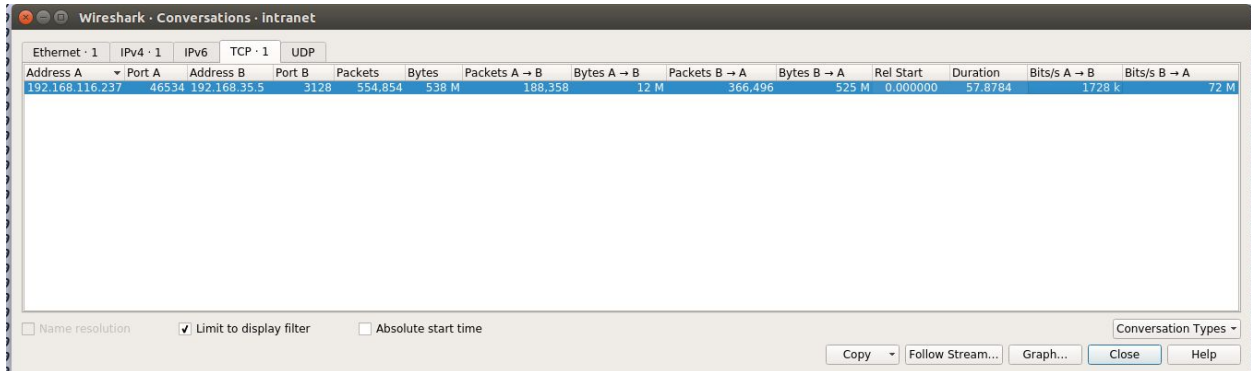 Wireshark · Conversations · intranet
Ethernet · 1 IPv4 · 1 IPv6 TCP · 1 UDP
Address A Port A Address B Port B Packets Bytes Packets A → B Bytes A → B Packets B → A Bytes B → A Rel Start Duration Bits/s A → B Bits/s B → A
192.168.116.237 46534 192.168.35.5 3128 554,854 538 M 188,358 12 M 366,496 525 M 0.000000 57.8784 1728 k 72 M
Name resolution Limit to display filter Absolute start time Conversation Types
Copy Follow Stream... Graph... Close Help